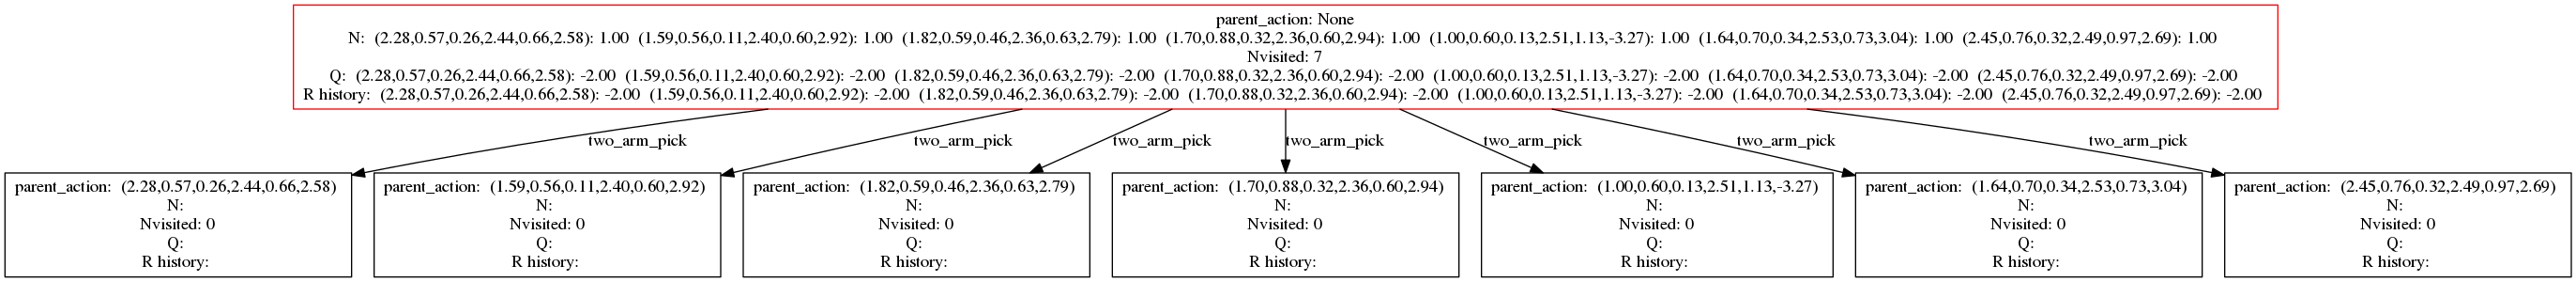 parent_action: None
N: (2.28,0.57,0.26,2.44,0.66,2.58): 1.00 (1.59,0.56,0.11,2.40,0.60,2.92): 1.00 (1.82,0.59,0.46,2.36,0.63,2.79): 1.00 (1.70,0.88,0.32,2.36,0.60,2.94): 1.00 (1.00,0.60,0.13,2.51,1.13,-3.27): 1.00 (1.64,0.70,0.34,2.53,0.73,3.04): 1.00 (2.45,0.76,0.32,2.49,0.97,2.69): 1.00
Nvisited: 7
Q: (2.28,0.57,0.26,2.44,0.66,2.58): -2.00 (1.59,0.56,0.11,2.40,0.60,2.92): -2.00 (1.82,0.59,0.46,2.36,0.63,2.79): -2.00 (1.70,0.88,0.32,2.36,0.60,2.94): -2.00 (1.00,0.60,0.13,2.51,1.13,-3.27): -2.00 (1.64,0.70,0.34,2.53,0.73,3.04): -2.00 (2.45,0.76,0.32,2.49,0.97,2.69): -2.00
R history: (2.28,0.57,0.26,2.44,0.66,2.58): -2.00 (1.59,0.56,0.11,2.40,0.60,2.92): -2.00 (1.82,0.59,0.46,2.36,0.63,2.79): -2.00 (1.70,0.88,0.32,2.36,0.60,2.94): -2.00 (1.00,0.60,0.13,2.51,1.13,-3.27): -2.00 (1.64,0.70,0.34,2.53,0.73,3.04): -2.00 (2.45,0.76,0.32,2.49,0.97,2.69): -2.00
two_arm_pick
two_arm_pick
two_arm_pick
two_arm_pick
two_arm_pick
two_arm_pick
two_arm_pick
parent_action: (2.28,0.57,0.26,2.44,0.66,2.58)
N:
Nvisited: 0
Q:
R history:
parent_action: (1.59,0.56,0.11,2.40,0.60,2.92)
N:
Nvisited: 0
Q:
R history:
parent_action: (1.82,0.59,0.46,2.36,0.63,2.79)
N:
Nvisited: 0
Q:
R history:
parent_action: (1.70,0.88,0.32,2.36,0.60,2.94)
N:
Nvisited: 0
Q:
R history:
parent_action: (1.00,0.60,0.13,2.51,1.13,-3.27)
N:
Nvisited: 0
Q:
R history:
parent_action: (1.64,0.70,0.34,2.53,0.73,3.04)
N:
Nvisited: 0
Q:
R history:
parent_action: (2.45,0.76,0.32,2.49,0.97,2.69)
N:
Nvisited: 0
Q:
R history: